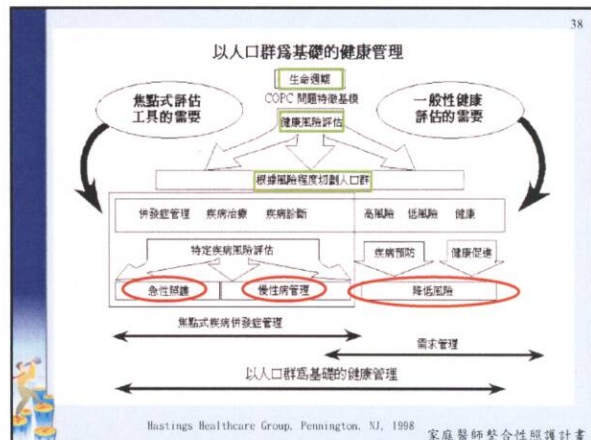 38
以人口群為基礎的健康管理
生命週期
COPC 問題特徵基模
健康風險評估
焦點式評估
工具的需要
一般性健康
評估的需要
根據風險程度切劃人口群
併發症管理 疾病治療 疾病診斷 高風險 低風險 健康
特定疾病風險評估
疾病預防
健康促進
急性照護
慢性病管理
降低風險
焦點式疾病併發症管理
需求管理
以人口群為基礎的健康管理
Hastings Healthcare Group, Pennington, NJ, 1998
家庭醫師整合性照護計畫